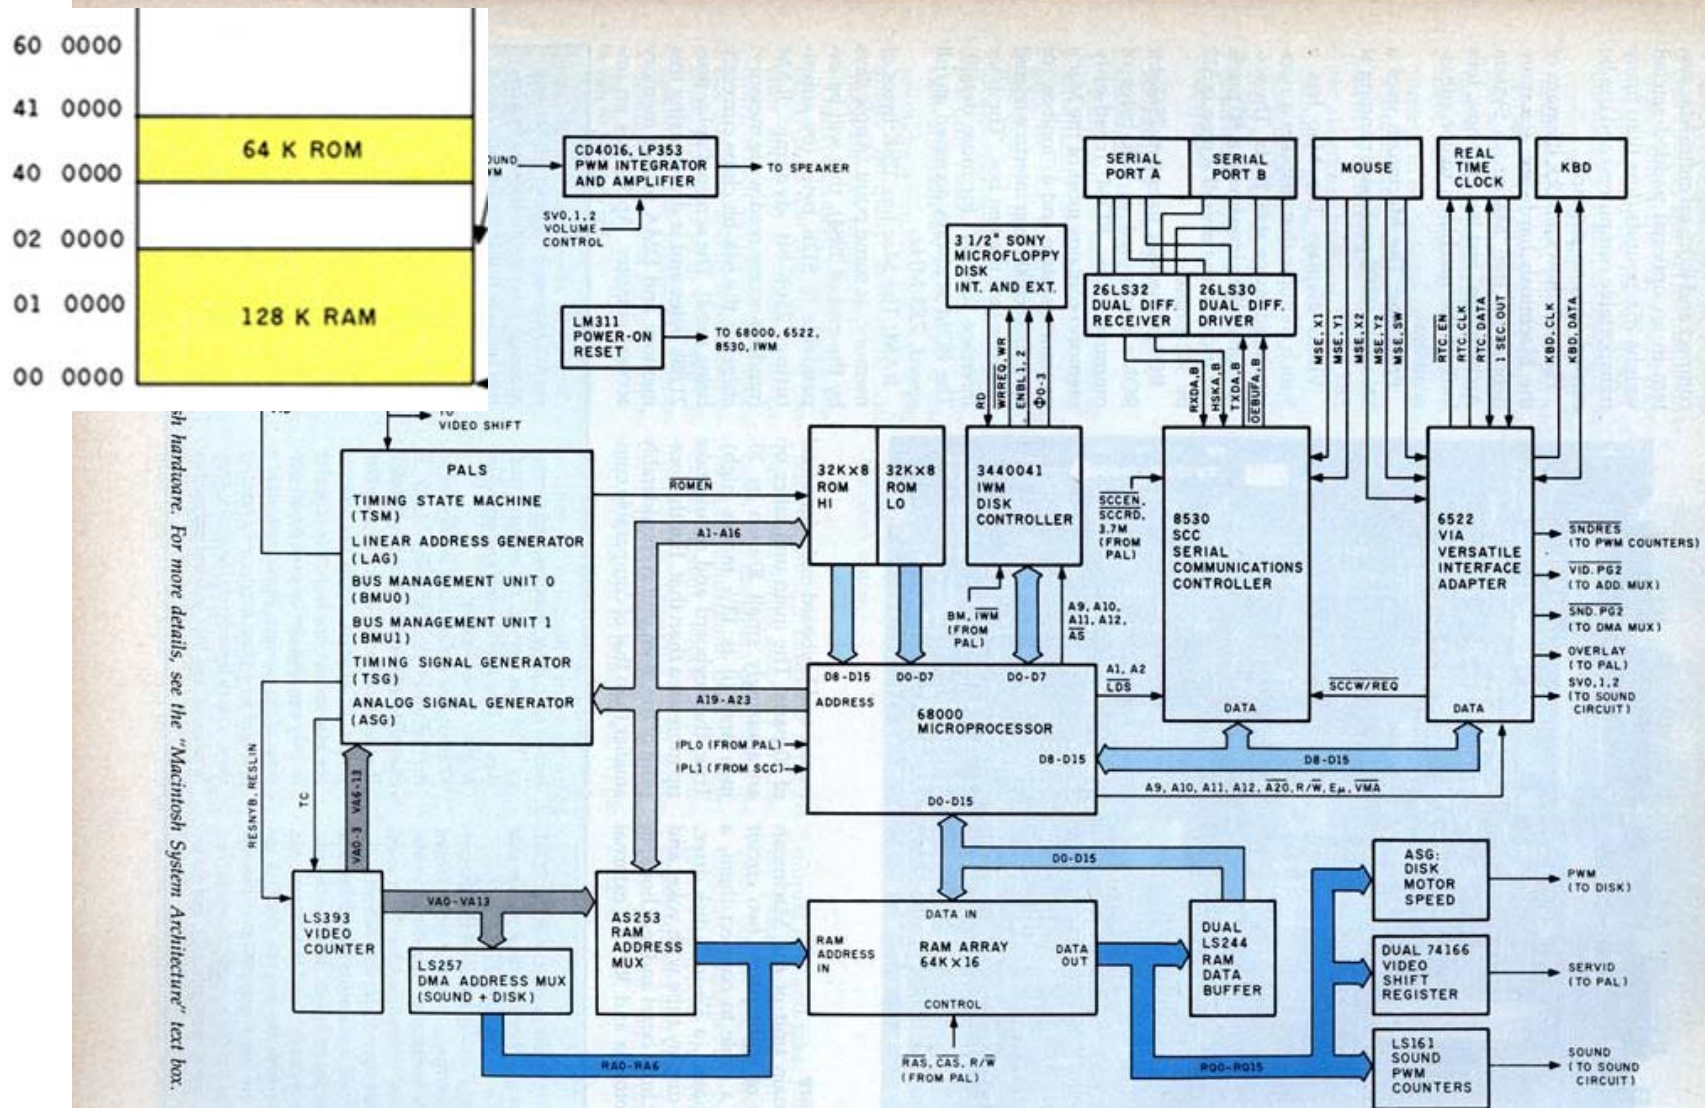 60 0000
41 0000
64 K ROM
40 0000
02 0000
01 0000
128 K RAM
00 0000
CD4016, LP353
PWM INTEGRATOR
AND AMPLIFIER
TO SPEAKER
SV0,1,2
VOLUME
CONTROL
LM311
POWER-ON
RESET
TO 68000, 6522,
8530, IWM
3 1/2" SONY
MICROFLOPPY
DISK
INT. AND EXT.
SERIAL
PORT A
SERIAL
PORT B
26LS32
DUAL DIFF.
RECEIVER
26LS30
DUAL DIFF.
DRIVER
MOUSE
REAL
TIME
CLOCK
KBD
RD
WRREQ, WR
ENBL1, 2
Φ0-3
RXDA,B
HSKA,B
TXDA,B
MSE, X1
MSE, Y1
MSE, X2
MSE, Y2
MSE, SW
RTC. EN
RTC. CLK
RTC. DATA
1 SEC. OUT
KBD, CLK
KBD, DATA
VIDEO SHIFT
PALS
TIMING STATE MACHINE
(TSM)
LINEAR ADDRESS GENERATOR
(LAG)
BUS MANAGEMENT UNIT 0
(BMU0)
BUS MANAGEMENT UNIT 1
(BMU1)
TIMING SIGNAL GENERATOR
(TSG)
ANALOG SIGNAL GENERATOR
(ASG)
ROMEN
A1-A16
A19-A23
32K×8
ROM
HI
32K×8
ROM
LO
3440041
IWM
DISK
CONTROLLER
BM, IWM
(FROM
PAL)
A9, A10,
A11, A12,
AS
SCCEN,
SCCRD,
3.7M
(FROM
PAL)
8530
SCC
SERIAL
COMMUNICATIONS
CONTROLLER
DATA
6522
VIA
VERSATILE
INTERFACE
ADAPTER
DATA
SNDRES
(TO PWM COUNTERS)
VID. PG2
(TO ADD. MUX)
SND. PG2
(TO DMA MUX)
OVERLAY
(TO PAL)
SV0,1,2
(TO SOUND
CIRCUIT)
SCCW/REQ
A1, A2
LDS
D8-D15
D0-D7
D0-D7
ADDRESS
68000
MICROPROCESSOR
D8-D15
D0-D15
IPL0 (FROM PAL)
IPL1 (FROM SCC)
D8-D15
A9, A10, A11, A12, A20, R/W, Eμ, VMA
RESNYB, RESLIN
TC
VA0-3 VA6-13
LS393
VIDEO
COUNTER
VA0-VA13
LS257
DMA ADDRESS MUX
(SOUND + DISK)
AS253
RAM
ADDRESS
MUX
RA0-RA6
D0-D15
DATA IN
RAM
ADDRESS
IN
RAM ARRAY
64K×16
DATA
OUT
CONTROL
RAS, CAS, R/W
(FROM PAL)
DUAL
LS244
RAM
DATA
BUFFER
RQ0-RQ15
ASG:
DISK
MOTOR
SPEED
PWM
(TO DISK)
DUAL 74166
VIDEO
SHIFT
REGISTER
SERVID
(TO PAL)
LS161
SOUND
PWM
COUNTERS
SOUND
(TO SOUND
CIRCUIT)
sh hardware. For more details, see the "Macintosh System Architecture" text box.